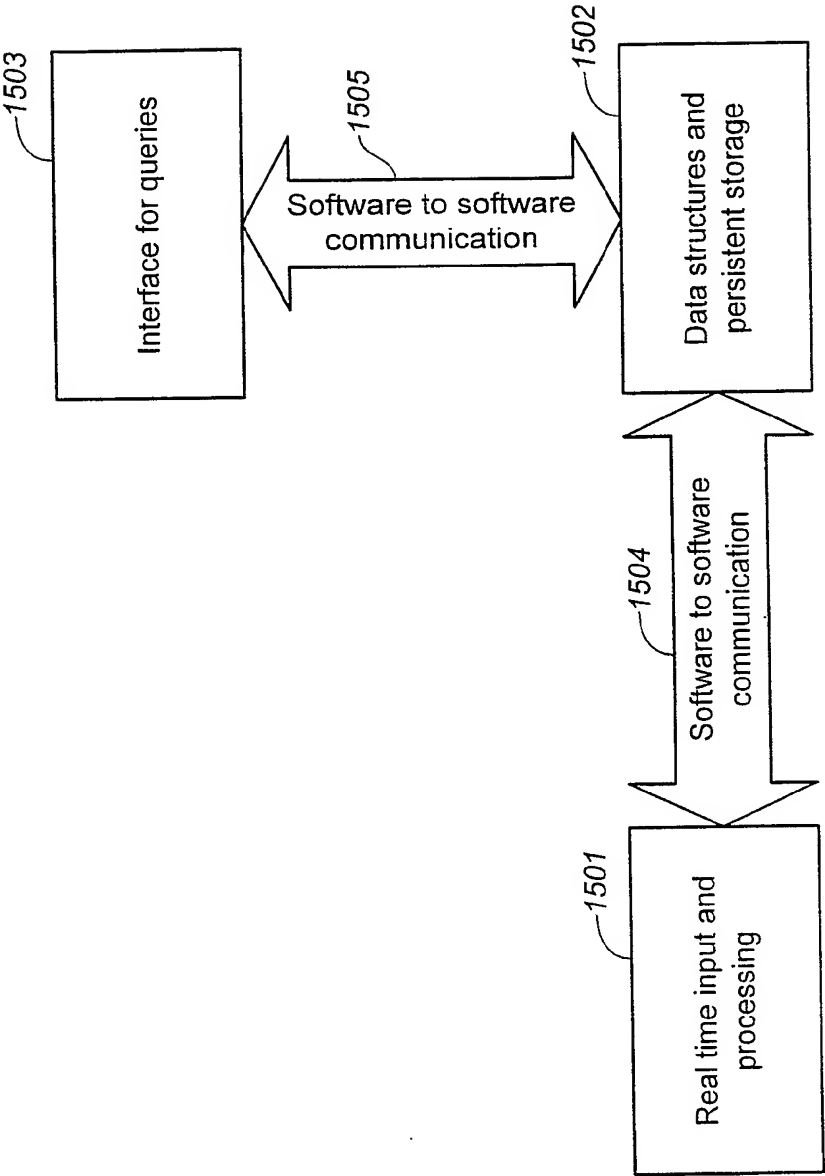 1503
Interface for queries
1505
Software to software
communication
1502
Data structures and
persistent storage
1504
Software to software
communication
1501
Real time input and
processing